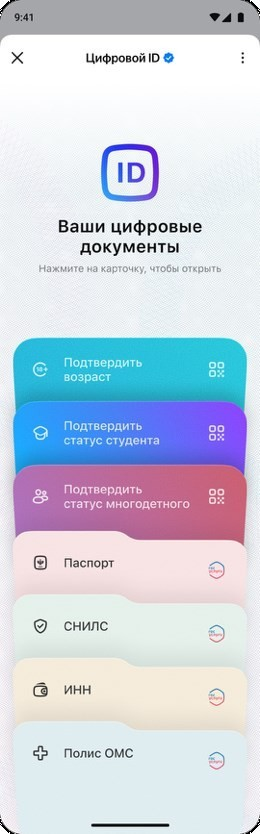 9:41
Цифровой ID
ID
Ваши цифровые
документы
Нажмите на карточку, чтобы открыть
Подтвердить
возраст
Подтвердить
статус студента
Подтвердить
статус многодетного
Паспорт
СНИЛС
ИНН
Полис ОМС